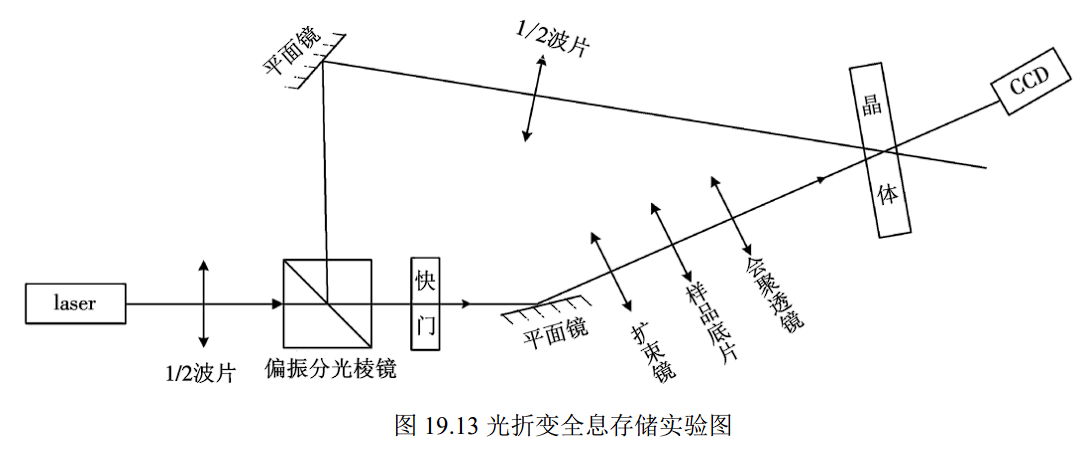 平面镜
1/2波片
晶体
CCD
laser
1/2波片
偏振分光棱镜
快门
平面镜
扩束镜
样品底片
会聚透镜
图 19.13 光折变全息存储实验图